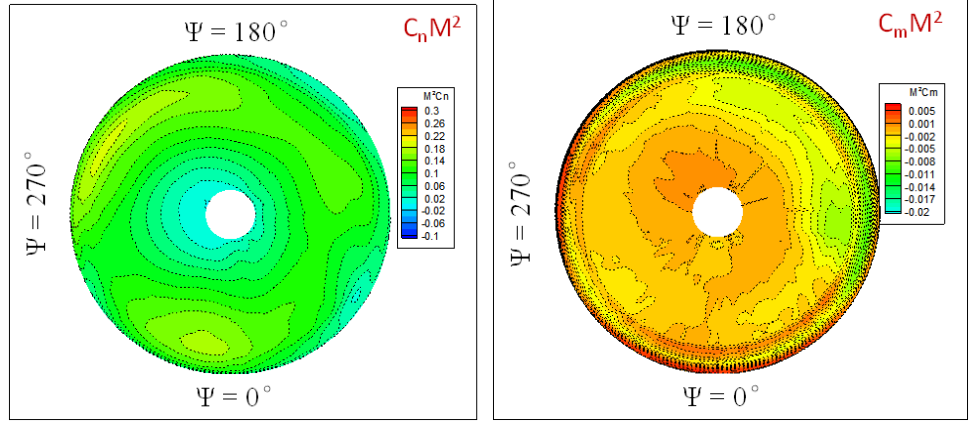 Ψ = 180°
CnM²
Ψ = 270°
M²Cn
0.3
0.26
0.22
0.18
0.14
0.1
0.06
0.02
-0.02
-0.06
-0.1
Ψ = 0°
Ψ = 180°
CmM²
Ψ = 270°
M²Cm
0.005
0.001
-0.002
-0.005
-0.008
-0.011
-0.014
-0.017
-0.02
Ψ = 0°